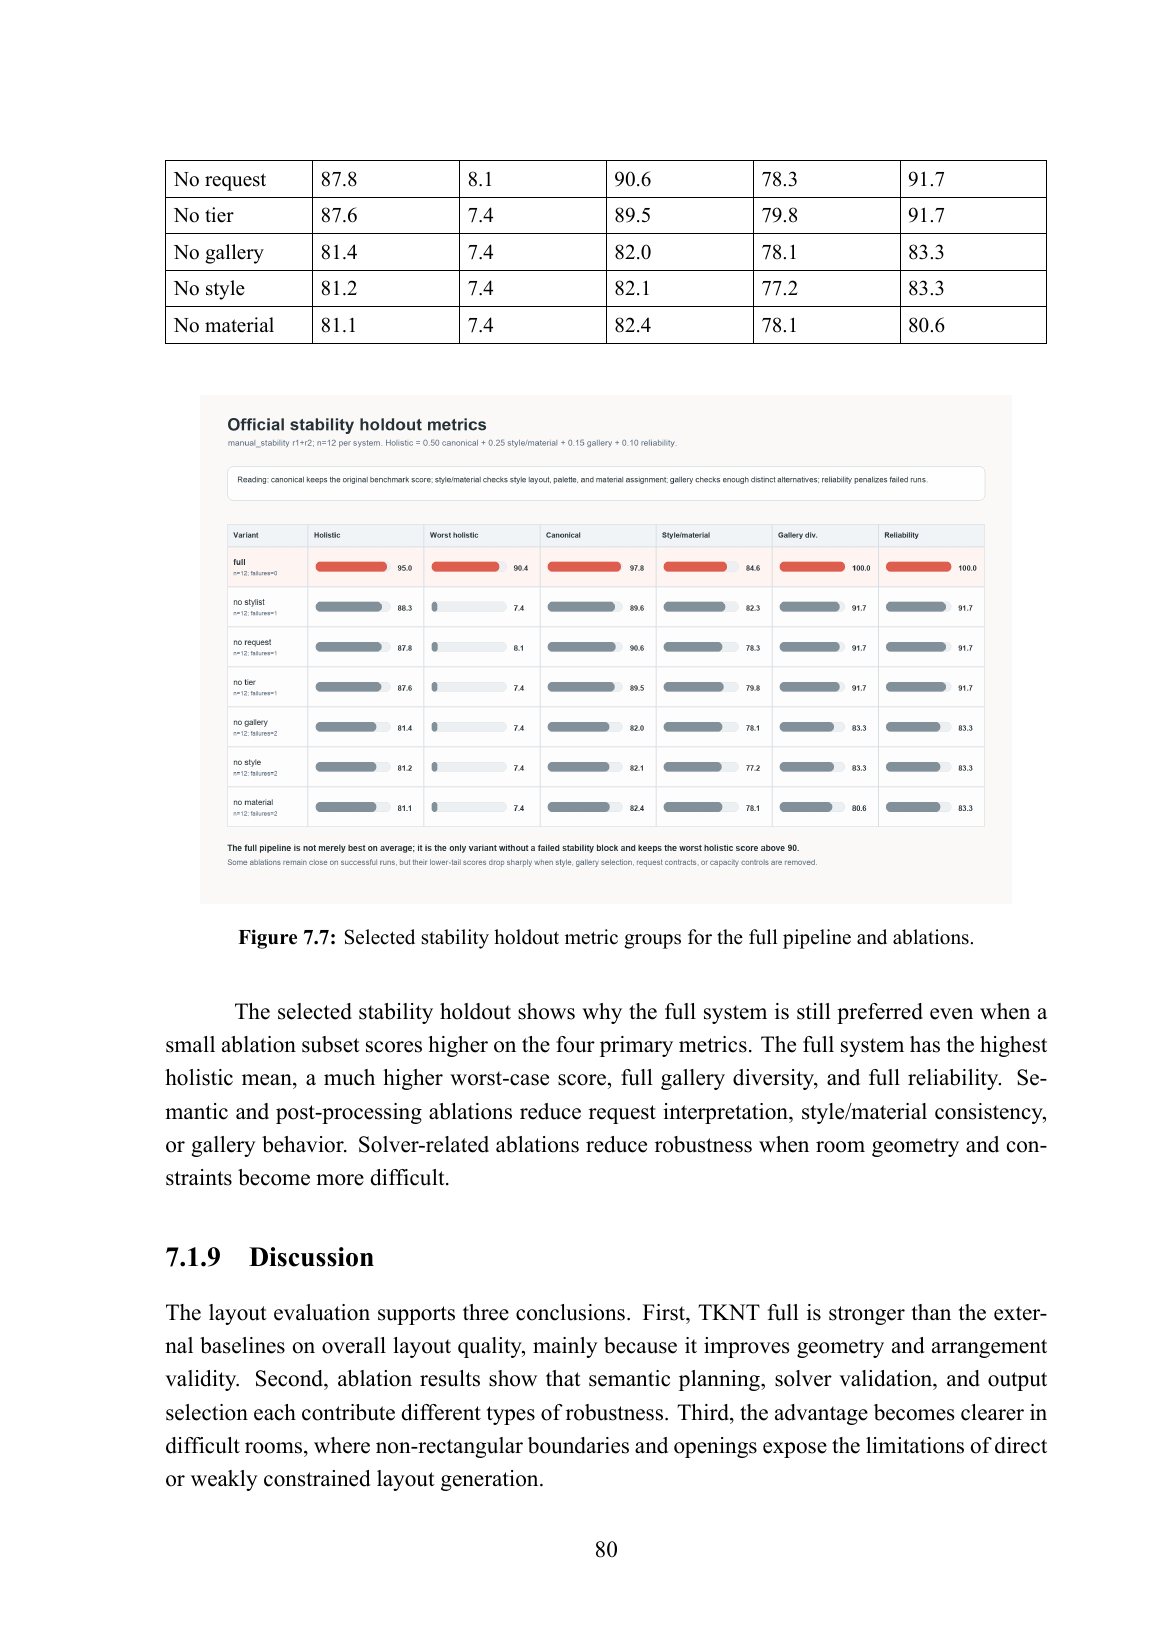 No request 87.8 8.1 90.6 78.3 91.7
No tier 87.6 7.4 89.5 79.8 91.7
No gallery 81.4 7.4 82.0 78.1 83.3
No style 81.2 7.4 82.1 77.2 83.3
No material 81.1 7.4 82.4 78.1 80.6
Official stability holdout metrics
manual_stability r1+r2; n=12 per system. Holistic = 0.50 canonical + 0.25 style/material + 0.15 gallery + 0.10 reliability.
Reading: canonical keeps the original benchmark score; style/material checks style layout, palette, and material assignment; gallery checks enough distinct alternatives; reliability penalizes failed runs.
Variant Holistic Worst holistic Canonical Style/material Gallery div. Reliability
full 95.0 90.4 97.8 84.6 100.0 100.0
n=12; failures=0
no stylist 88.3 7.4 89.6 82.3 91.7 91.7
n=12; failures=1
no request 87.8 8.1 90.6 78.3 91.7 91.7
n=12; failures=1
no tier 87.6 7.4 89.5 79.8 91.7 91.7
n=12; failures=1
no gallery 81.4 7.4 82.0 78.1 83.3 83.3
n=12; failures=2
no style 81.2 7.4 82.1 77.2 83.3 83.3
n=12; failures=2
no material 81.1 7.4 82.4 78.1 80.6 83.3
n=12; failures=2
The full pipeline is not merely best on average; it is the only variant without a failed stability block and keeps the worst holistic score above 90.
Some ablations remain close on successful runs, but their lower-tail scores drop sharply when style, gallery selection, request contracts, or capacity controls are removed.
Figure 7.7: Selected stability holdout metric groups for the full pipeline and ablations.
The selected stability holdout shows why the full system is still preferred even when a
small ablation subset scores higher on the four primary metrics. The full system has the highest
holistic mean, a much higher worst-case score, full gallery diversity, and full reliability. Se-
mantic and post-processing ablations reduce request interpretation, style/material consistency,
or gallery behavior. Solver-related ablations reduce robustness when room geometry and con-
straints become more difficult.
7.1.9 Discussion
The layout evaluation supports three conclusions. First, TKNT full is stronger than the exter-
nal baselines on overall layout quality, mainly because it improves geometry and arrangement
validity. Second, ablation results show that semantic planning, solver validation, and output
selection each contribute different types of robustness. Third, the advantage becomes clearer in
difficult rooms, where non-rectangular boundaries and openings expose the limitations of direct
or weakly constrained layout generation.
80